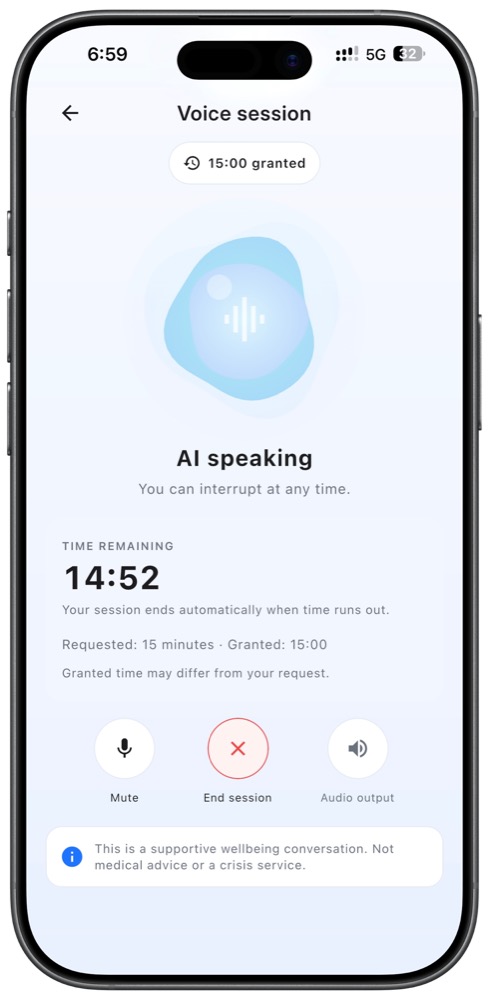 6:59
5G
32
Voice session
15:00 granted
AI speaking
You can interrupt at any time.
TIME REMAINING
14:52
Your session ends automatically when time runs out.
Requested: 15 minutes · Granted: 15:00
Granted time may differ from your request.
Mute
End session
Audio output
This is a supportive wellbeing conversation. Not
medical advice or a crisis service.